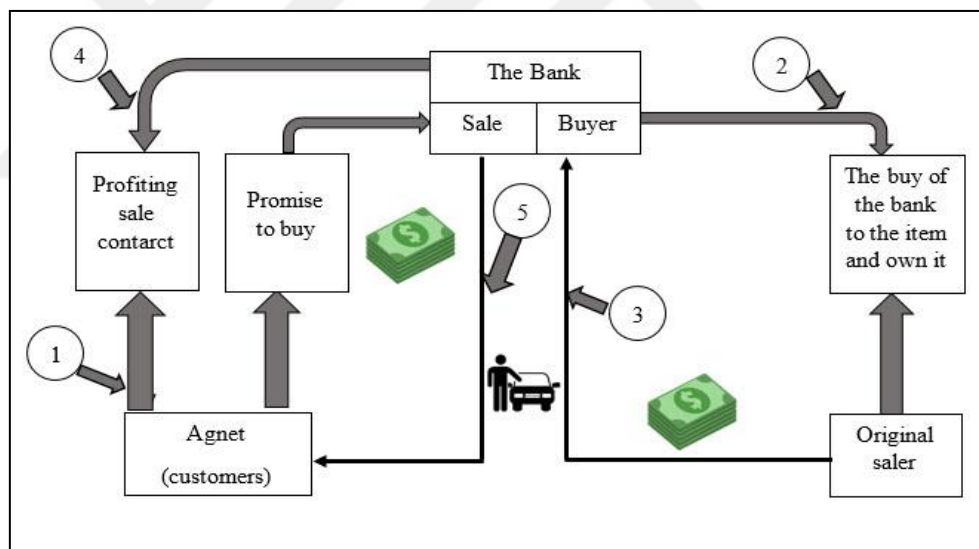 4
The Bank
2
Sale
Buyer
Profiting
sale
contarct
Promise
to buy
5
The buy of
the bank
to the item
and own it
3
1
Agnet
(customers)
Original
saler